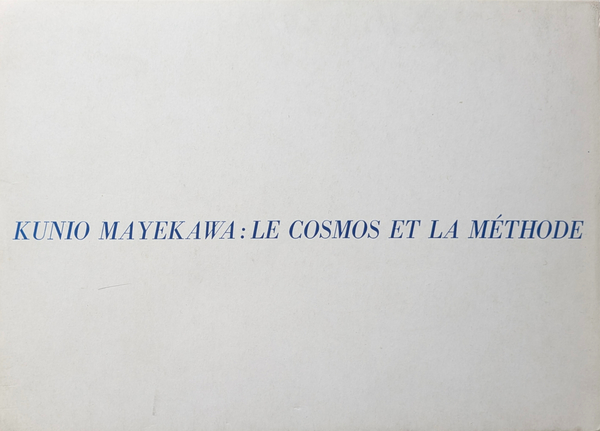 KUNIO MAYEKAWA: LE COSMOS ET LA MÉTHODE